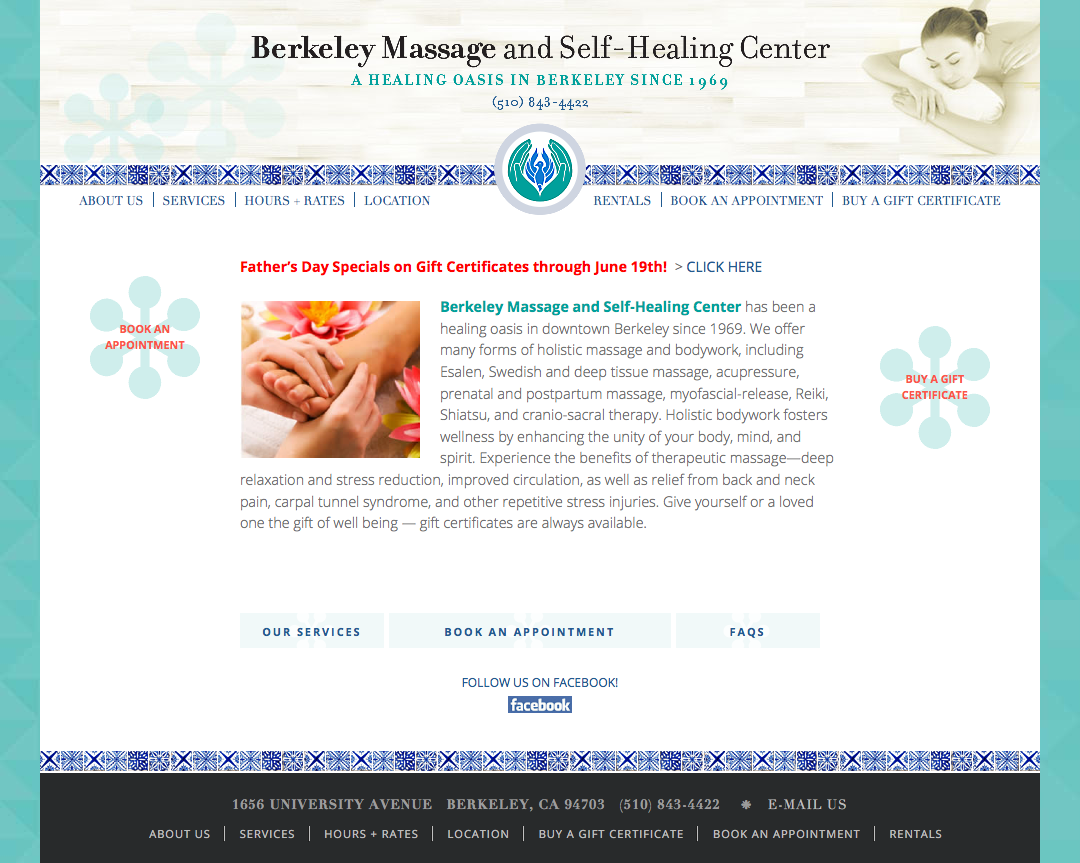 Berkeley Massage and Self-Healing Center
A HEALING OASIS IN BERKELEY SINCE 1969
(510) 843-4422
ABOUT US SERVICES HOURS + RATES LOCATION RENTALS BOOK AN APPOINTMENT BUY A GIFT CERTIFICATE
Father's Day Specials on Gift Certificates through June 19th! > CLICK HERE
BOOK AN
APPOINTMENT
Berkeley Massage and Self-Healing Center has been a
healing oasis in downtown Berkeley since 1969. We offer
many forms of holistic massage and bodywork, including
Esalen, Swedish and deep tissue massage, acupressure,
prenatal and postpartum massage, myofascial-release, Reiki,
Shiatsu, and cranio-sacral therapy. Holistic bodywork fosters
wellness by enhancing the unity of your body, mind, and
spirit. Experience the benefits of therapeutic massage—deep
relaxation and stress reduction, improved circulation, as well as relief from back and neck
pain, carpal tunnel syndrome, and other repetitive stress injuries. Give yourself or a loved
one the gift of well being — gift certificates are always available.
BUY A GIFT
CERTIFICATE
OUR SERVICES BOOK AN APPOINTMENT FAQS
FOLLOW US ON FACEBOOK!
facebook
1656 UNIVERSITY AVENUE BERKELEY, CA 94703 (510) 843-4422 E-MAIL US
ABOUT US SERVICES HOURS + RATES LOCATION BUY A GIFT CERTIFICATE BOOK AN APPOINTMENT RENTALS